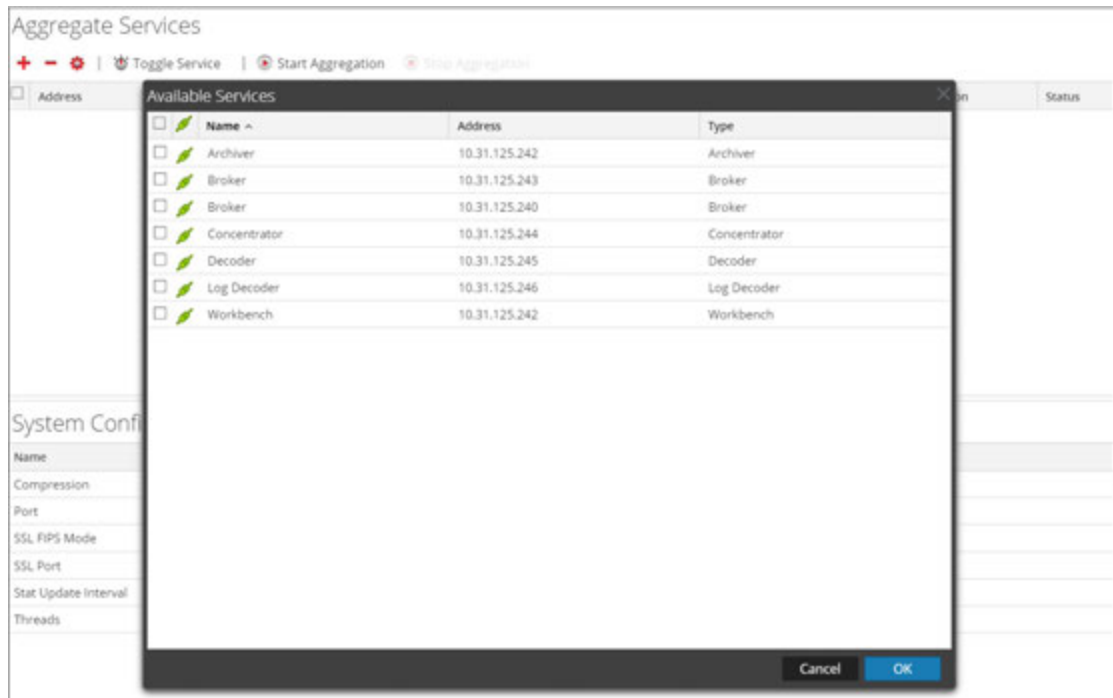 Aggregate Services
Toggle Service | Start Aggregation Stop Aggregation
Address Available Services on Status
Name Address Type
Archiver 10.31.125.242 Archiver
Broker 10.31.125.243 Broker
Broker 10.31.125.240 Broker
Concentrator 10.31.125.244 Concentrator
Decoder 10.31.125.245 Decoder
Log Decoder 10.31.125.246 Log Decoder
Workbench 10.31.125.242 Workbench
System Confi
Name
Compression
Port
SSL FIPS Mode
SSL Port
Stat Update Interval
Threads
Cancel OK